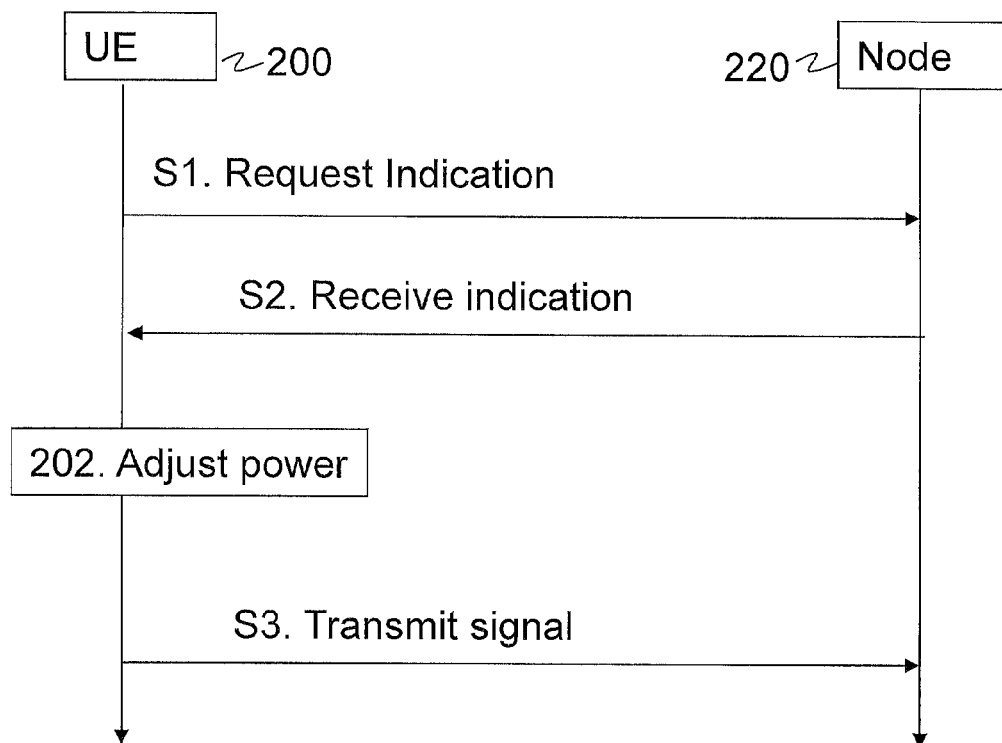 UE
200
220
Node
S1. Request Indication
S2. Receive indication
202. Adjust power
S3. Transmit signal